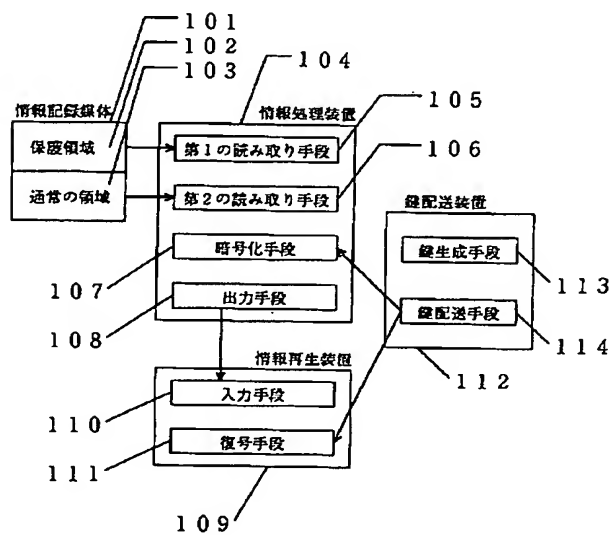 101
102
103
104
情報記録媒体
情報処理装置
105
保護領域
第1の読み取り手段
106
通常の領域
第2の読み取り手段
鍵配送装置
107
暗号化手段
鍵生成手段
113
108
出力手段
鍵配送手段
114
情報再生装置
112
110
入力手段
111
復号手段
109